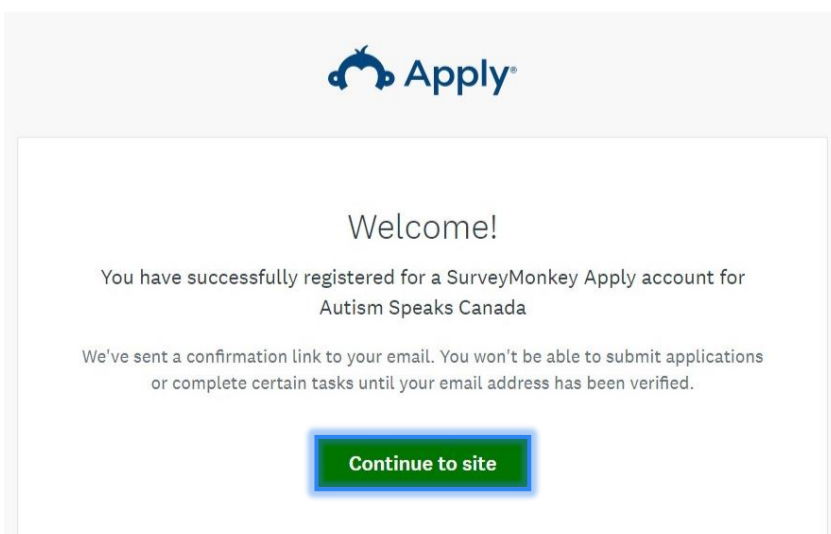 Apply®
Welcome!
You have successfully registered for a SurveyMonkey Apply account for
Autism Speaks Canada
We've sent a confirmation link to your email. You won't be able to submit applications
or complete certain tasks until your email address has been verified.
Continue to site